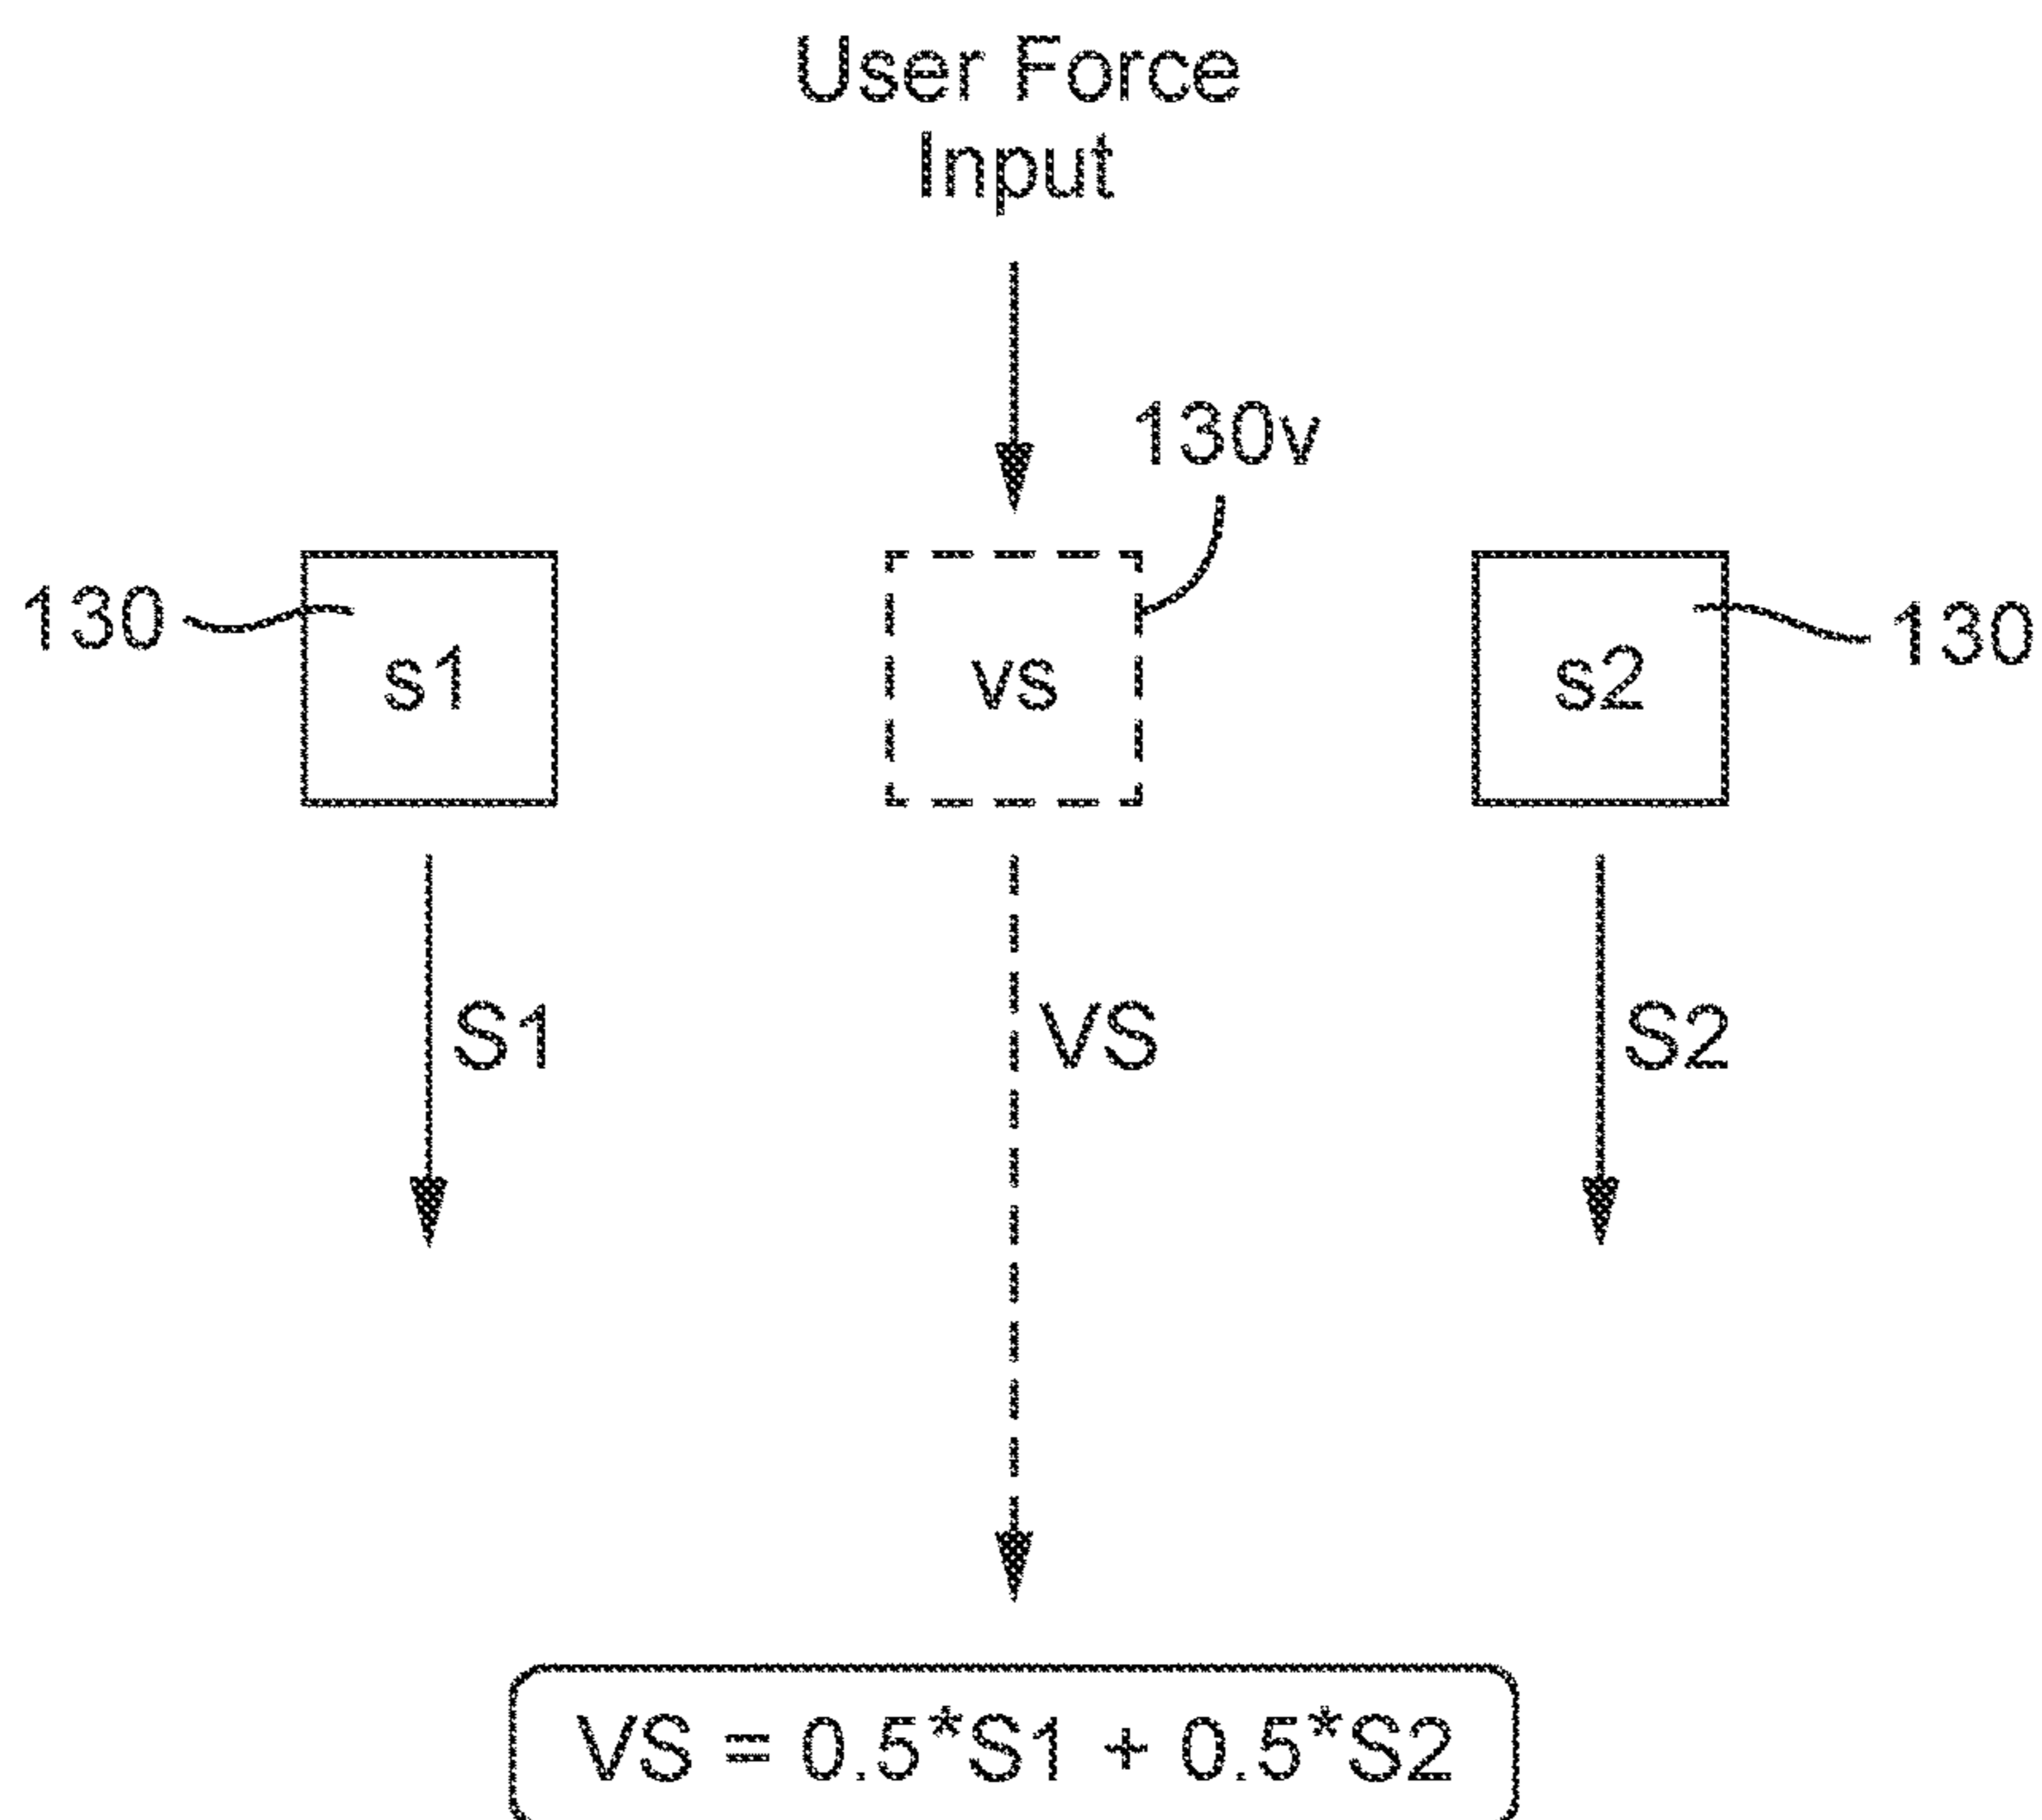 User Force
Input
130v
130
s1
vs
s2
130
S1
VS
S2
VS = 0.5*S1 + 0.5*S2